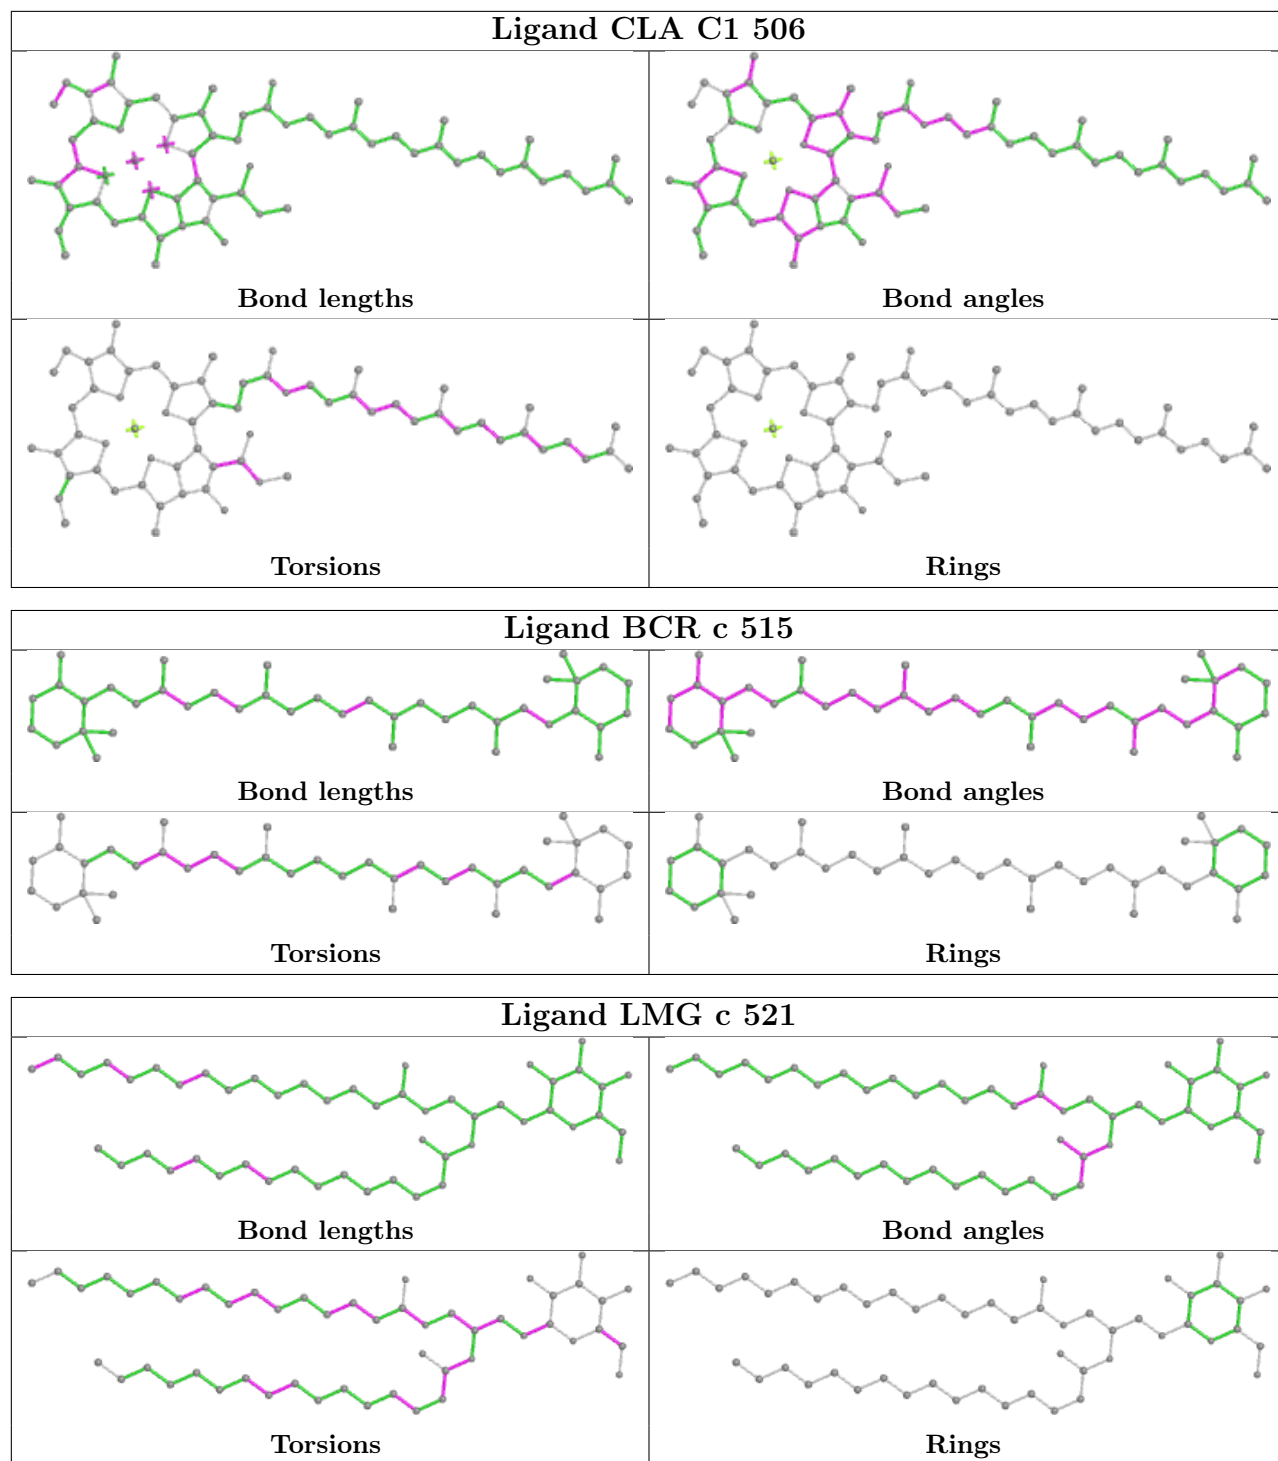 Ligand CLA C1 506
Bond lengths
Bond angles
Torsions
Rings
Ligand BCR c 515
Bond lengths
Bond angles
Torsions
Rings
Ligand LMG c 521
Bond lengths
Bond angles
Torsions
Rings